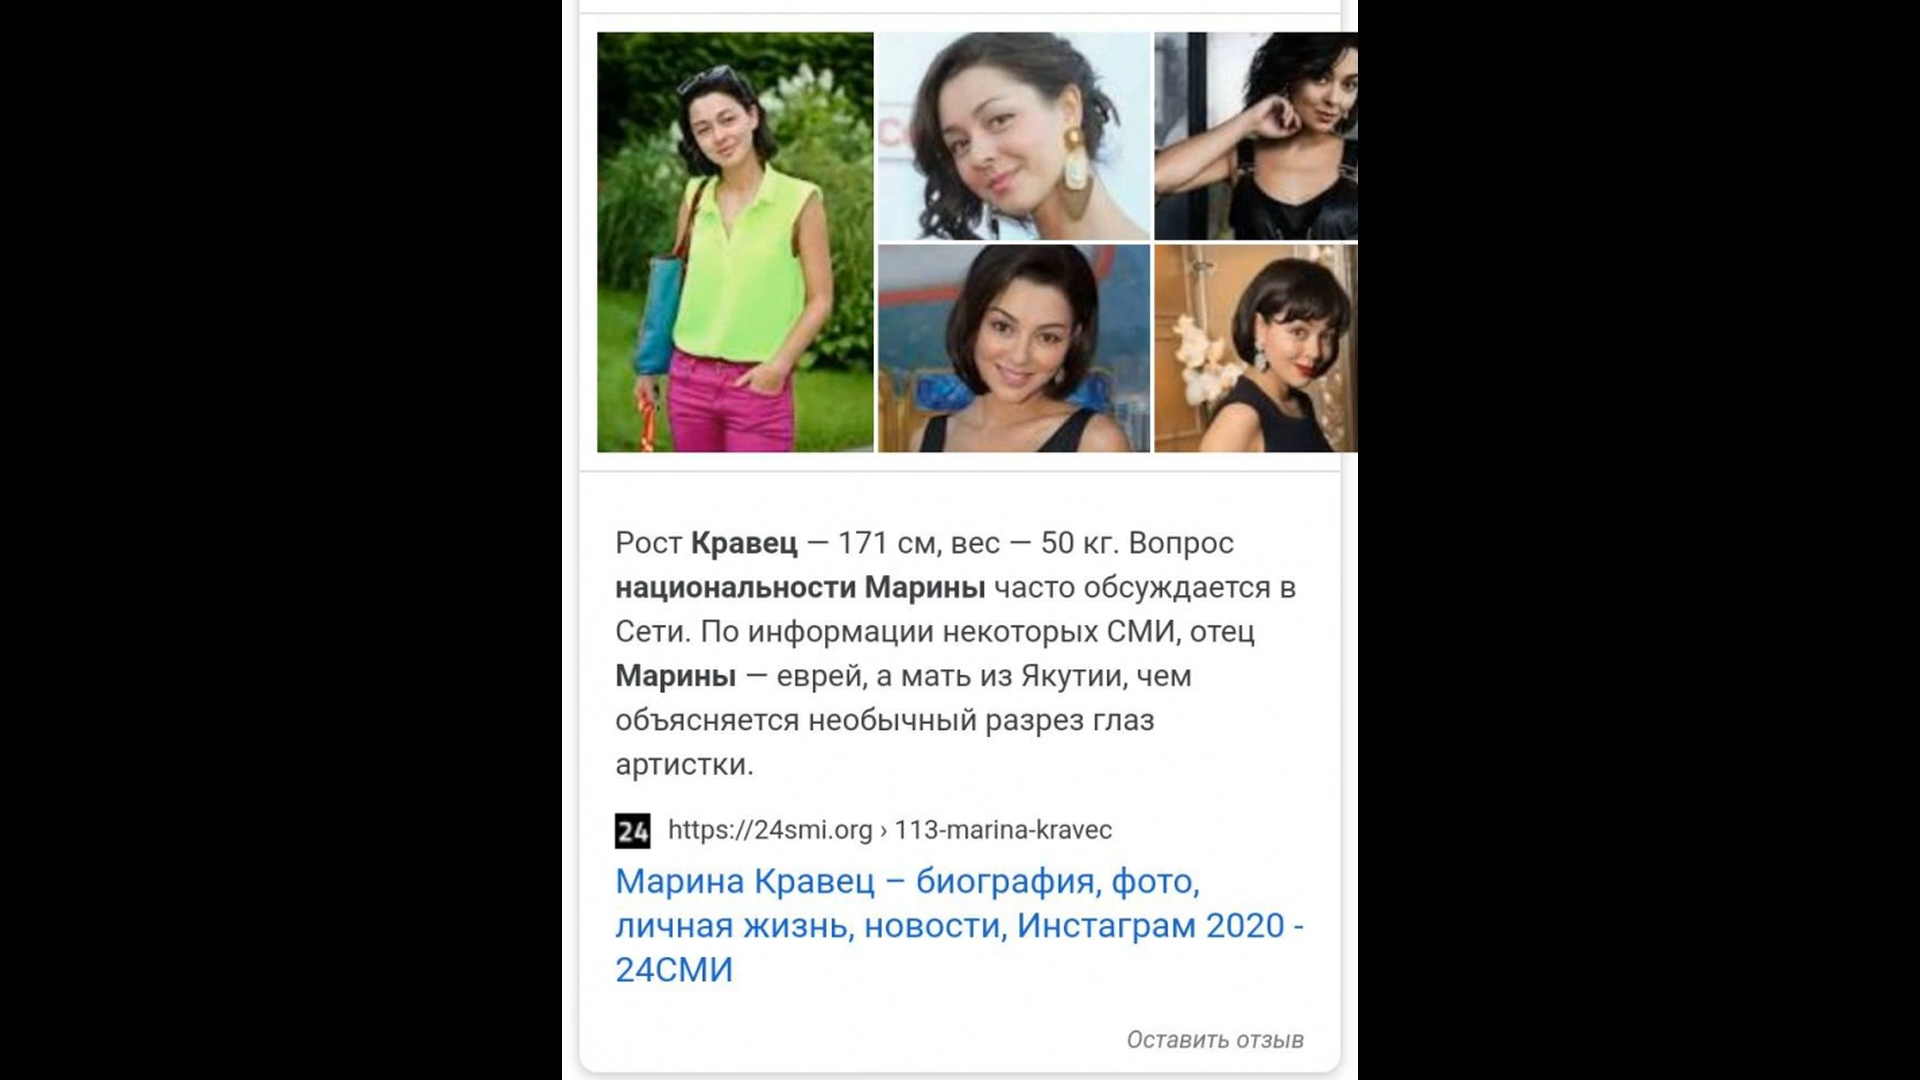 Рост Кравец — 171 см, вес — 50 кг. Вопрос
национальности Марины часто обсуждается в
Сети. По информации некоторых СМИ, отец
Марины — еврей, а мать из Якутии, чем
объясняется необычный разрез глаз
артистки.
24 https://24smi.org › 113-marina-kravec
Марина Кравец – биография, фото,
личная жизнь, новости, Инстаграм 2020 -
24СМИ
Оставить отзыв